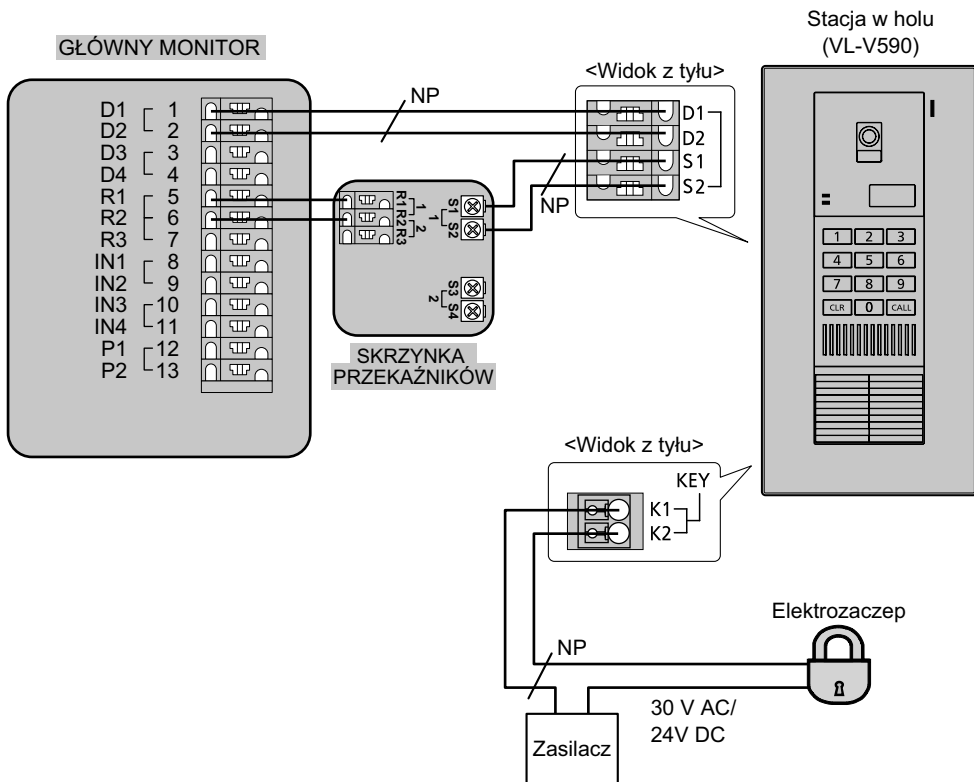 Stacja w holu
(VL-V590)
GŁÓWNY MONITOR
<Widok z tyłu>
NP
D1 1
D2 2
D3 3
D4 4
R1 5
R2 6
R3 7
IN1 8
IN2 9
IN3 10
IN4 11
P1 12
P2 13
D1
D2
S1
S2
NP
R1 R2 R3
1 2
S1
S2
1
S3
S4
2
SKRZYNKA
PRZEKAŹNIKÓW
1 2 3
4 5 6
7 8 9
CLR 0 CALL
<Widok z tyłu>
KEY
K1
K2
Elektrozaczep
NP
30 V AC/
24V DC
Zasilacz